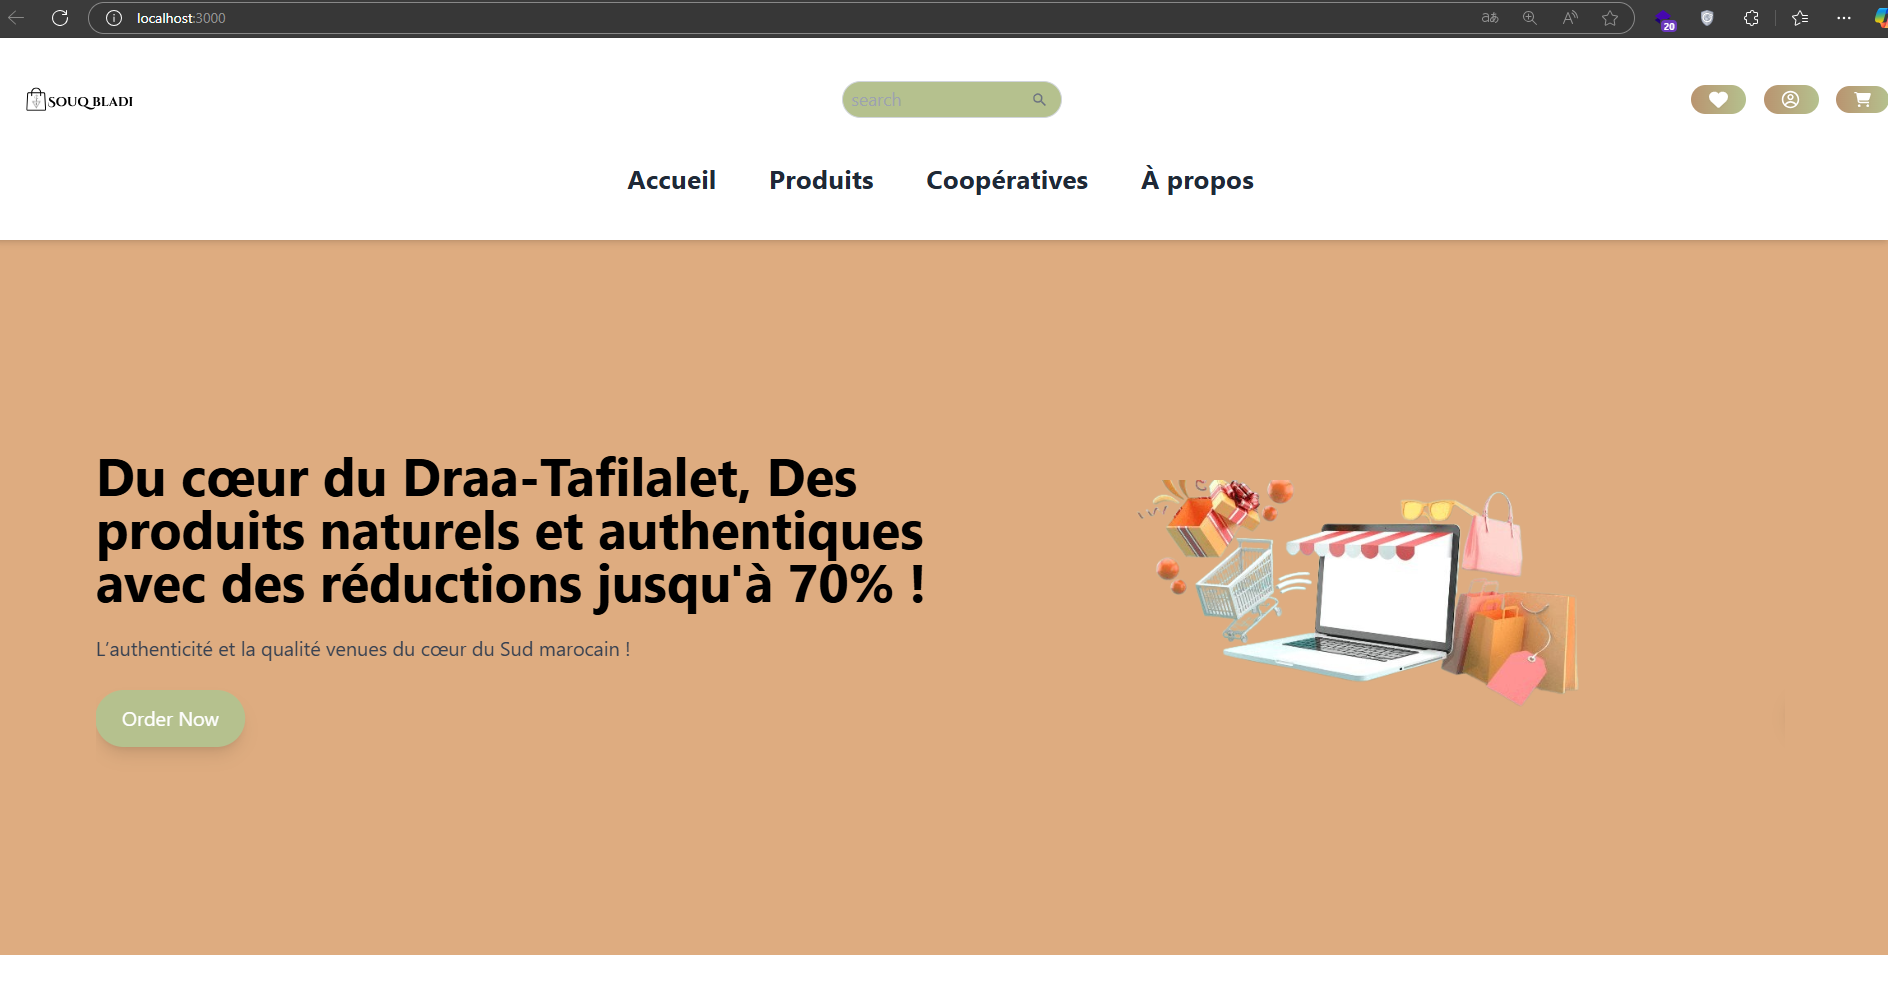 localhost:3000
20
SOUQ BLADI
search
Accueil Produits Coopératives À propos
Du cœur du Draa-Tafilalet, Des
produits naturels et authentiques
avec des réductions jusqu'à 70% !
L’authenticité et la qualité venues du cœur du Sud marocain !
Order Now